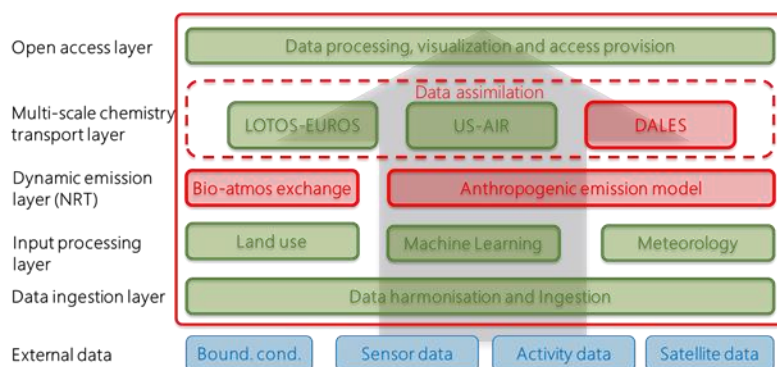 Open access layer
Data processing, visualization and access provision
Data assimilation
Multi-scale chemistry
transport layer
LOTOS-EUROS
US-AIR
DALES
Dynamic emission
layer (NRT)
Bio-atmos exchange
Anthropogenic emission model
Input processing
layer
Land use
Machine Learning
Meteorology
Data ingestion layer
Data harmonisation and Ingestion
External data
Bound. cond.
Sensor data
Activity data
Satellite data